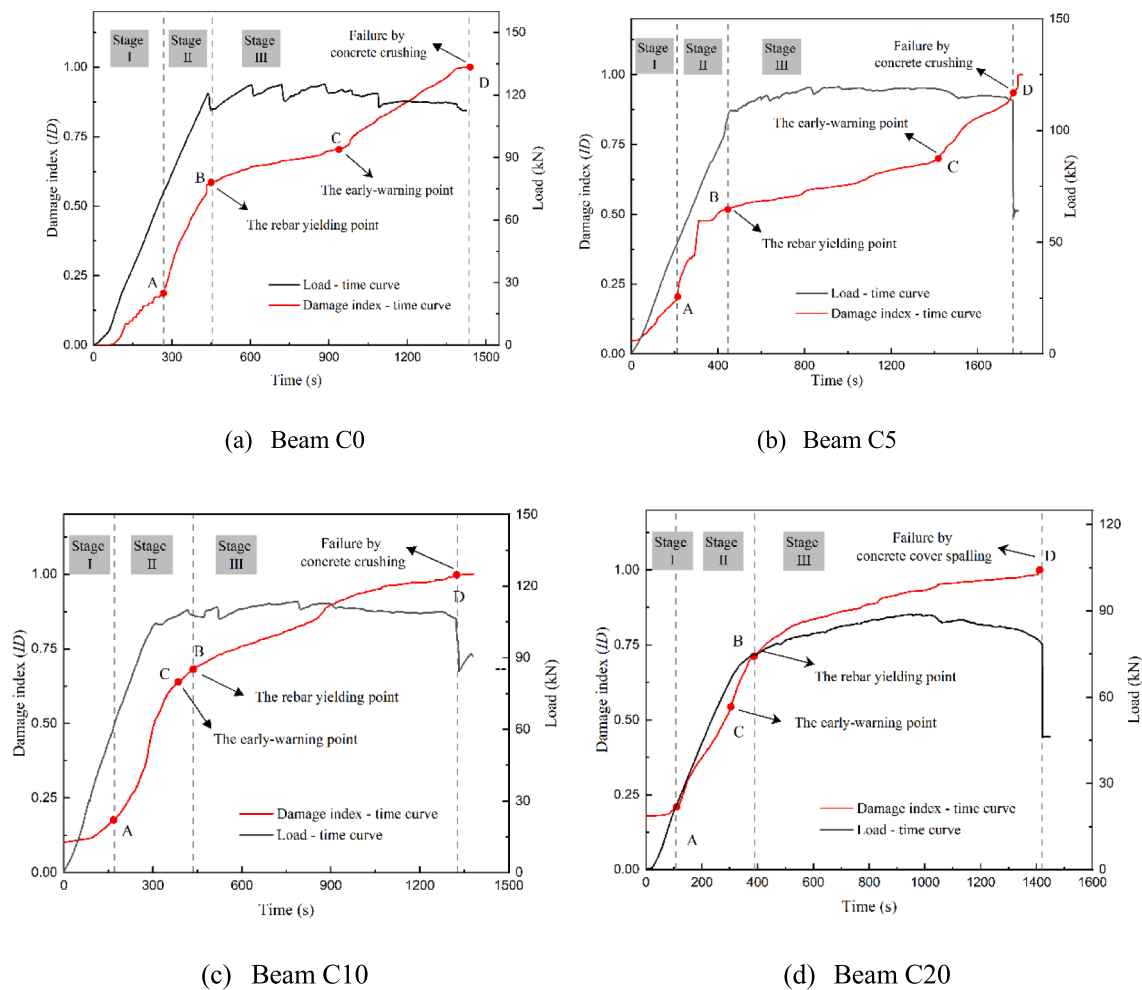 Stage
I
Stage
II
Stage
III
Failure by
concrete crushing
D
C
The early-warning point
B
The rebar yielding point
A
Load - time curve
Damage index - time curve
0.00
0.25
0.50
0.75
1.00
Damage index (ID)
0
30
60
90
120
150
Load (kN)
0
300
600
900
1200
1500
Time (s)
(a) Beam C0
Stage
I
Stage
II
Stage
III
Failure by
concrete crushing
D
The early-warning point
C
B
The rebar yielding point
A
Load - time curve
Damage index - time curve
0.00
0.25
0.50
0.75
1.00
Damage index (ID)
0
50
100
150
Load (kN)
0
400
800
1200
1600
Time (s)
(b) Beam C5
Stage
I
Stage
II
Stage
III
Failure by
concrete crushing
D
B
C
The rebar yielding point
The early-warning point
A
Damage index - time curve
Load - time curve
0.00
0.25
0.50
0.75
1.00
Damage index (ID)
0
30
60
90
120
150
Load (kN)
0
300
600
900
1200
1500
Time (s)
(c) Beam C10
Stage
I
Stage
II
Stage
III
Failure by
concrete cover spalling
D
B
The rebar yielding point
The early-warning point
C
A
Damage index - time curve
Load - time curve
0.00
0.25
0.50
0.75
1.00
Damage index (ID)
0
30
60
90
120
Load (kN)
0
200
400
600
800
1000
1200
1400
1600
Time (s)
(d) Beam C20